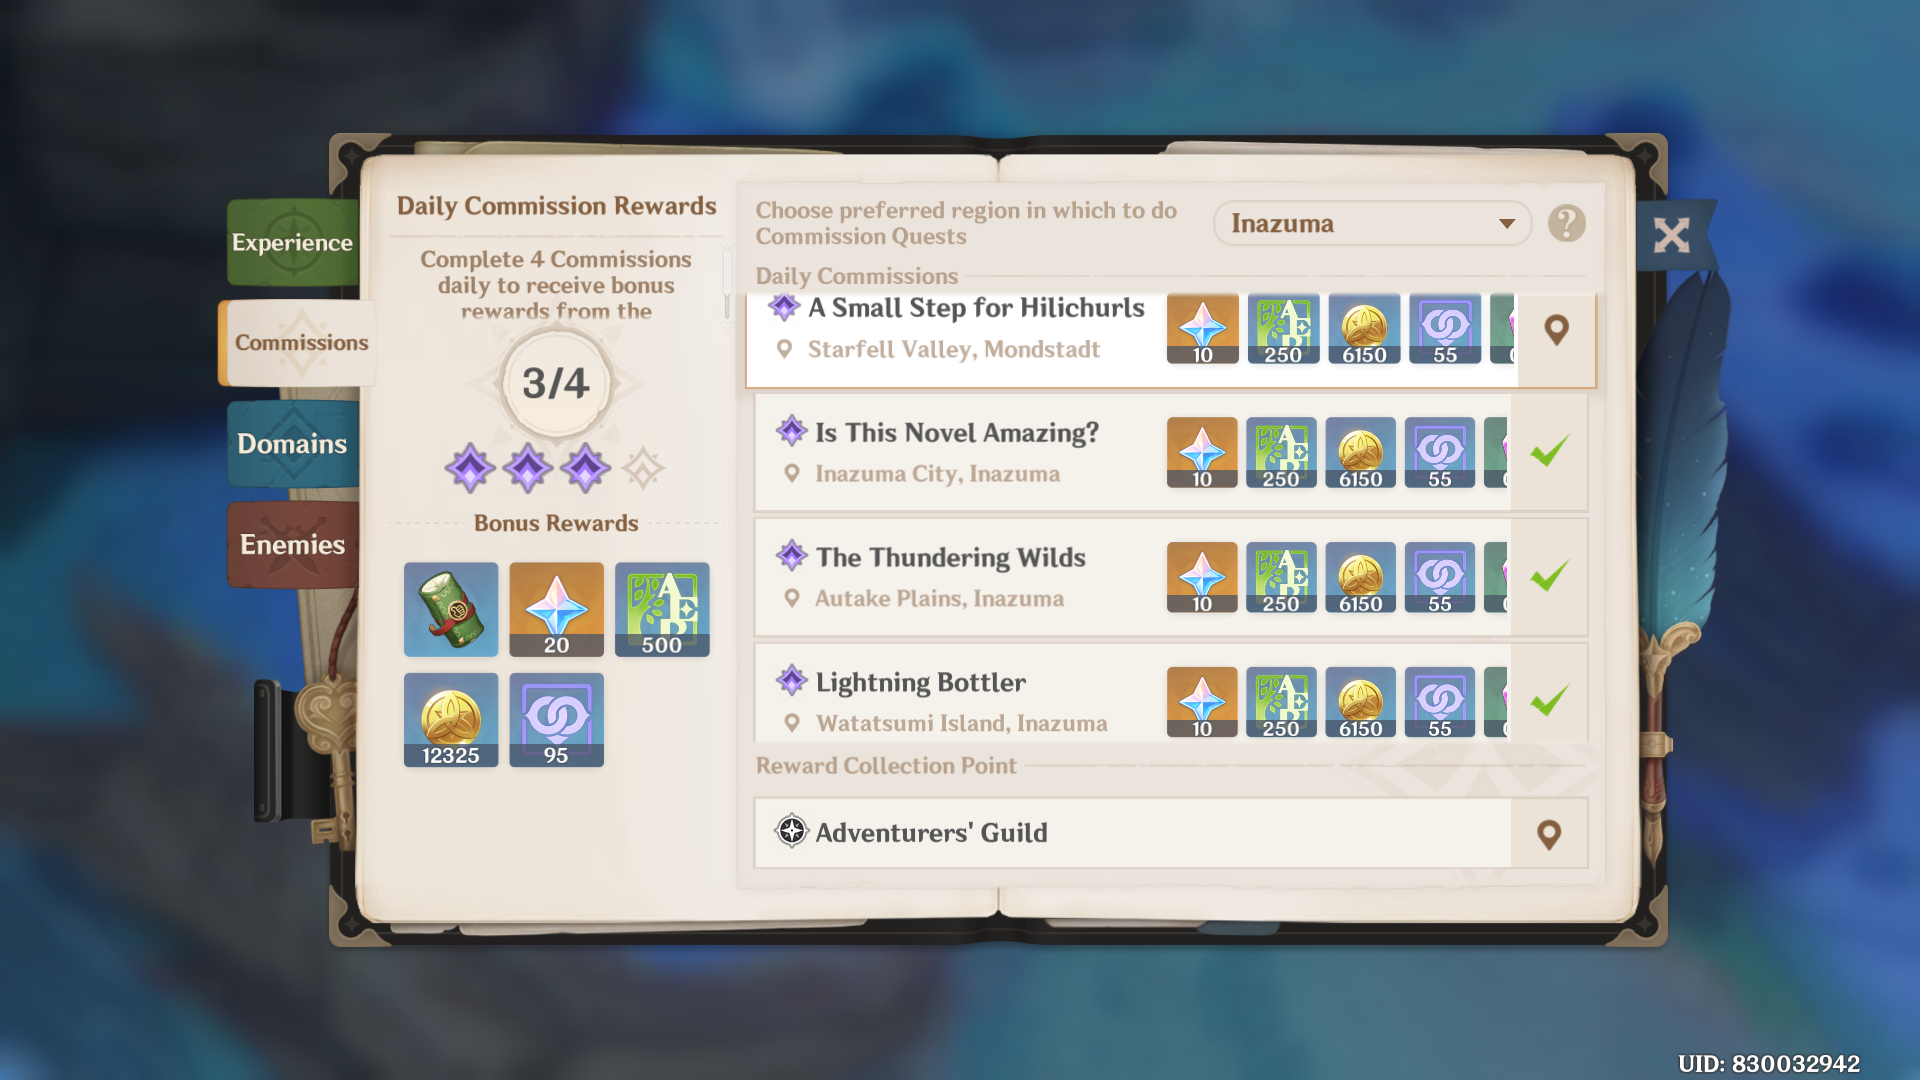 Experience
Commissions
Domains
Enemies
Daily Commission Rewards
Complete 4 Commissions
daily to receive bonus
rewards from the
3/4
Bonus Rewards
20
500
12325
95
Choose preferred region in which to do
Commission Quests
Inazuma
?
Daily Commissions
A Small Step for Hilichurls
Starfell Valley, Mondstadt
10
250
6150
55
Is This Novel Amazing?
Inazuma City, Inazuma
10
250
6150
55
The Thundering Wilds
Autake Plains, Inazuma
10
250
6150
55
Lightning Bottler
Watatsumi Island, Inazuma
10
250
6150
55
Reward Collection Point
Adventurers' Guild
UID: 830032942